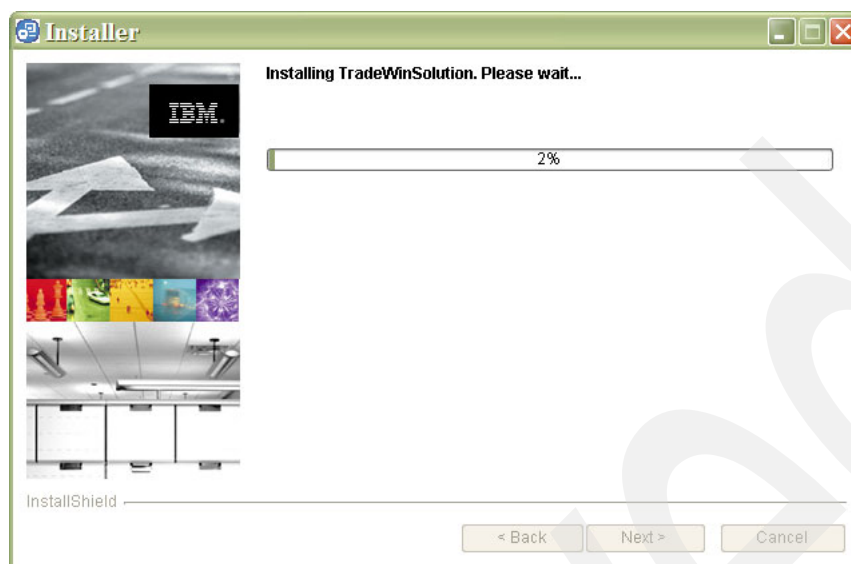 Installer
IBM.
Installing TradeWinSolution. Please wait...
2%
InstallShield
< Back
Next >
Cancel